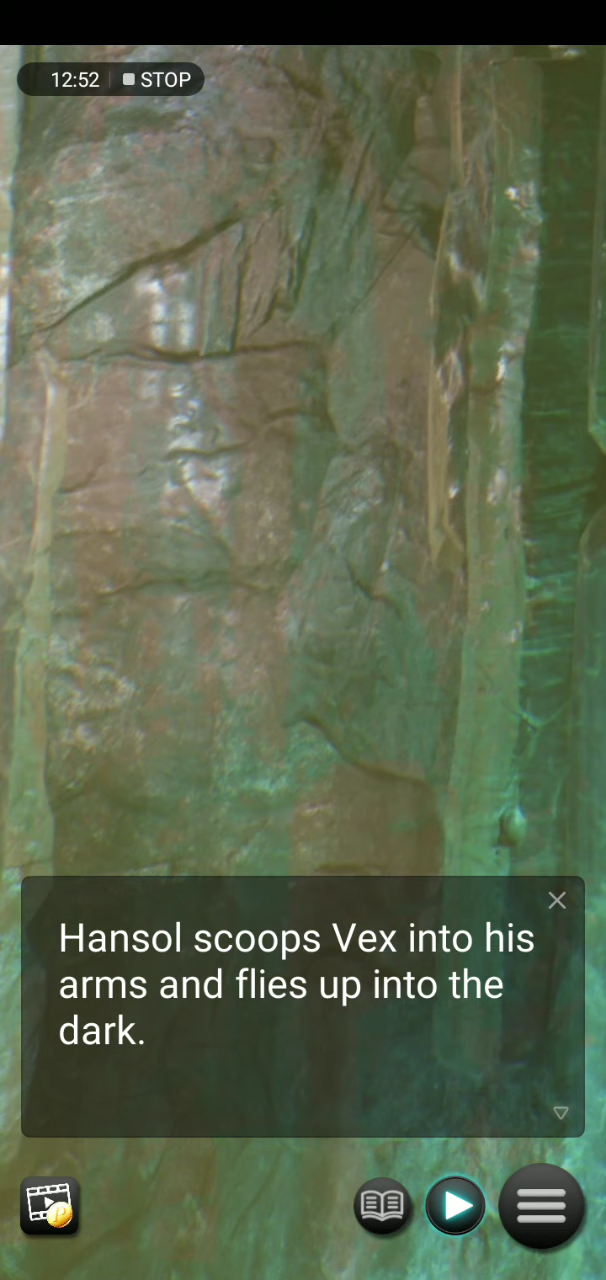 12:52 STOP
Hansol scoops Vex into his
arms and flies up into the
dark.
P